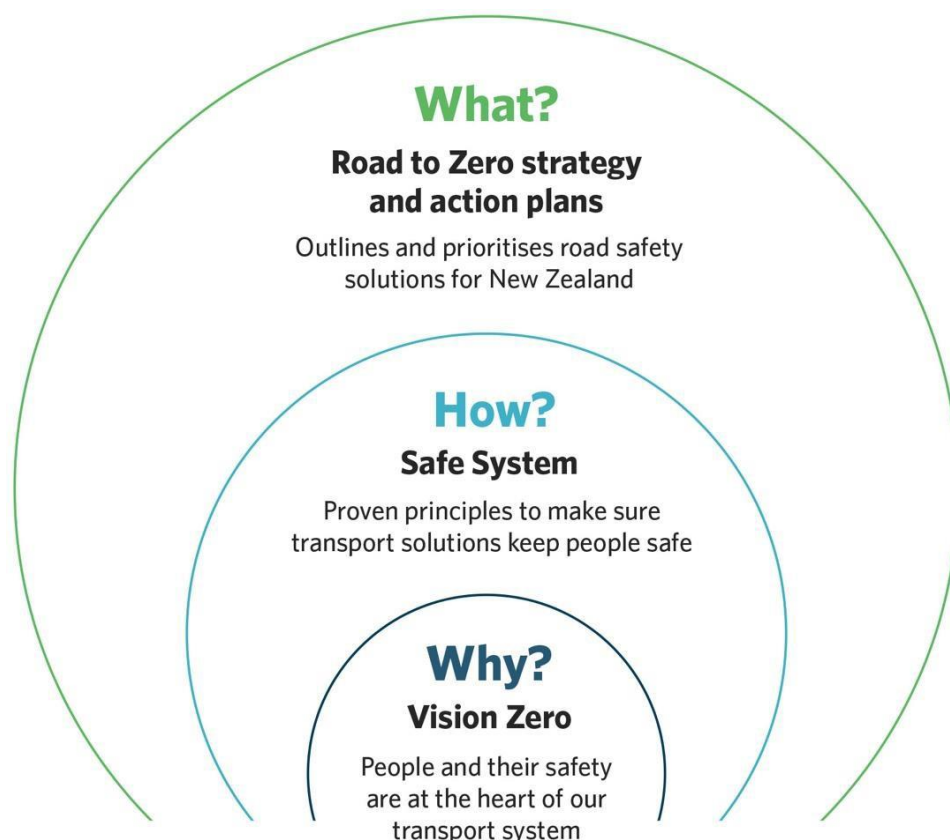 What?
Road to Zero strategy
and action plans
Outlines and prioritises road safety
solutions for New Zealand
How?
Safe System
Proven principles to make sure
transport solutions keep people safe
Why?
Vision Zero
People and their safety
are at the heart of our
transport system